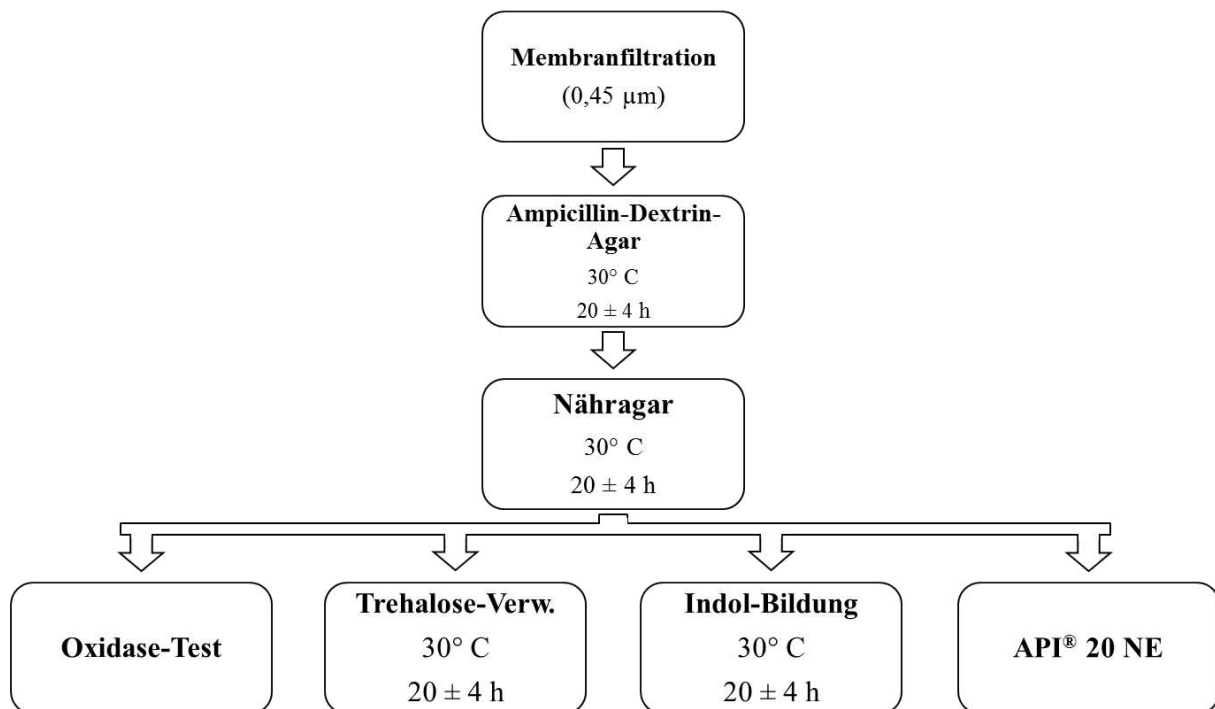 Membranfiltration
(0,45 µm)
Ampicillin-Dextrin-
Agar
30° C
20 ± 4 h
Nähragar
30° C
20 ± 4 h
Oxidase-Test
Trehalose-Verw.
30° C
20 ± 4 h
Indol-Bildung
30° C
20 ± 4 h
API® 20 NE